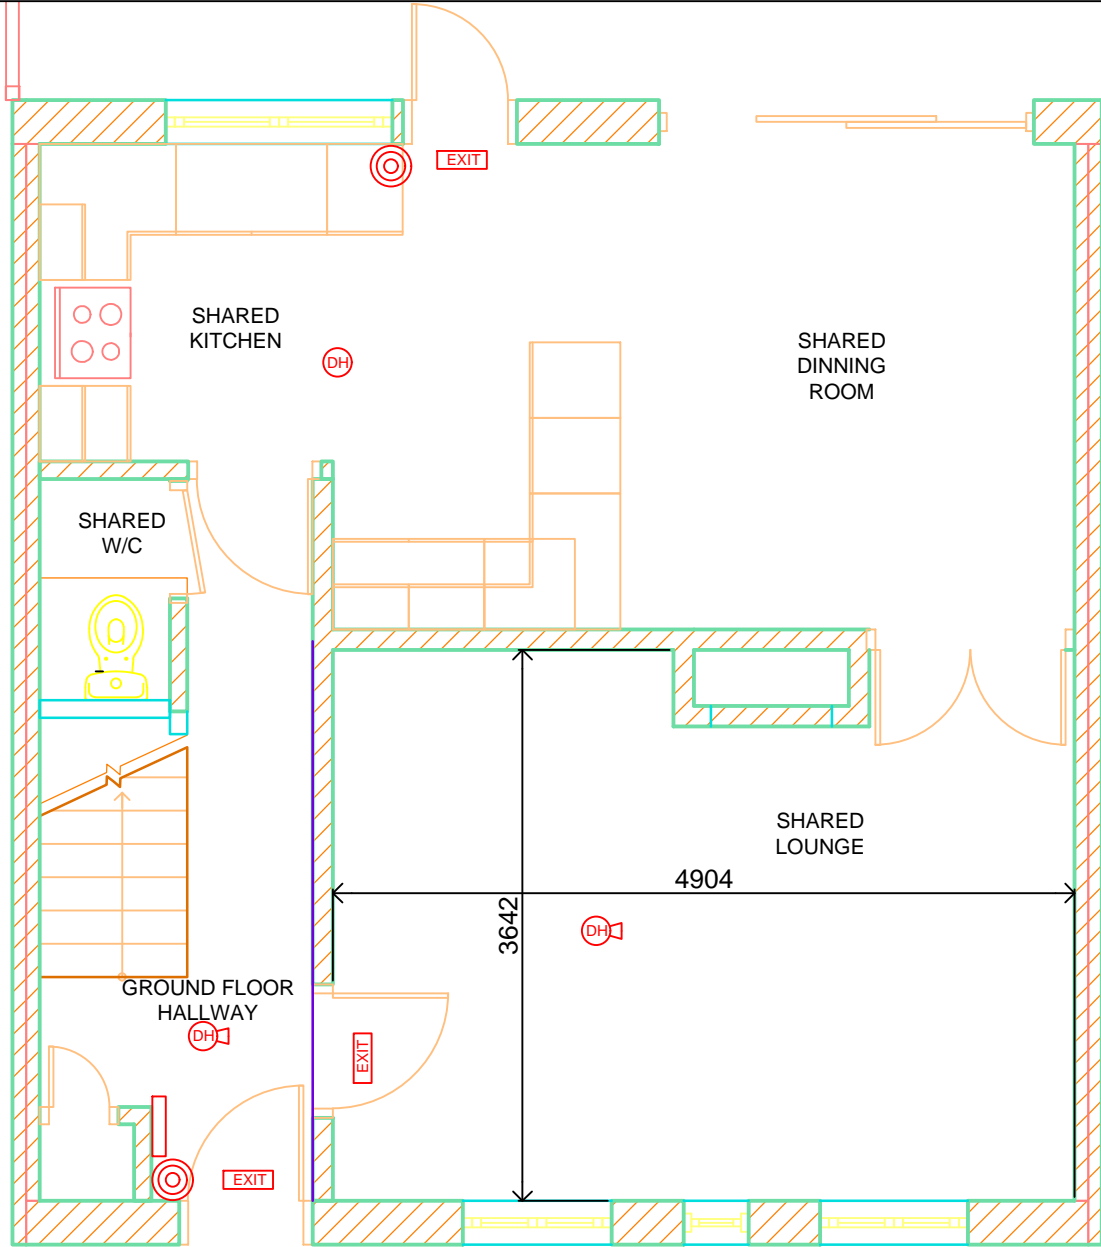 EXIT
SHARED
KITCHEN
DH
SHARED
DINNING
ROOM
SHARED
W/C
SHARED
LOUNGE
4904
3642
DH
GROUND FLOOR
HALLWAY
DH
EXIT
EXIT